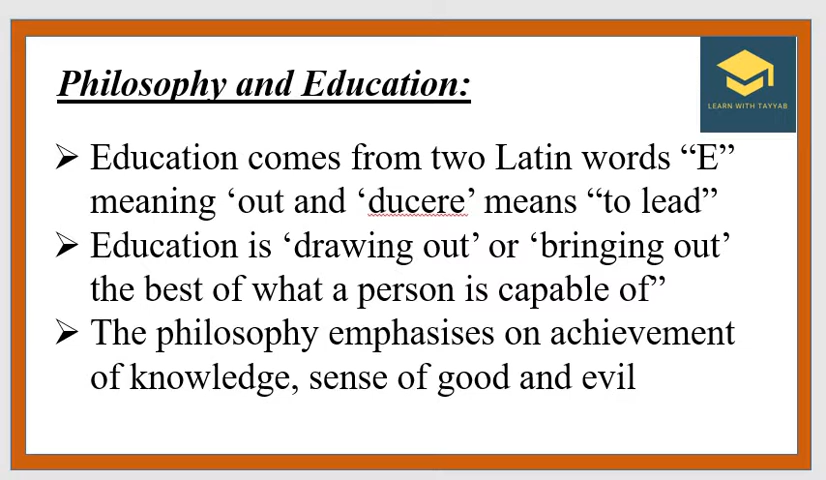 Philosophy and Education:
LEARN WITH TAYYAB
➢ Education comes from two Latin words “E”
meaning ‘out and ‘ducere’ means “to lead”
➢ Education is ‘drawing out’ or ‘bringing out’
the best of what a person is capable of”
➢ The philosophy emphasises on achievement
of knowledge, sense of good and evil